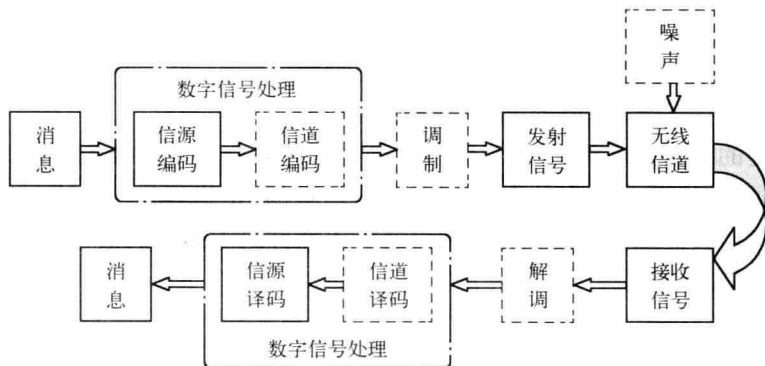 噪
声
数字信号处理
消
息
信源
编码
信道
编码
调
制
发射
信号
无线
信道
消
息
信源
译码
信道
译码
解
调
接收
信号
数字信号处理